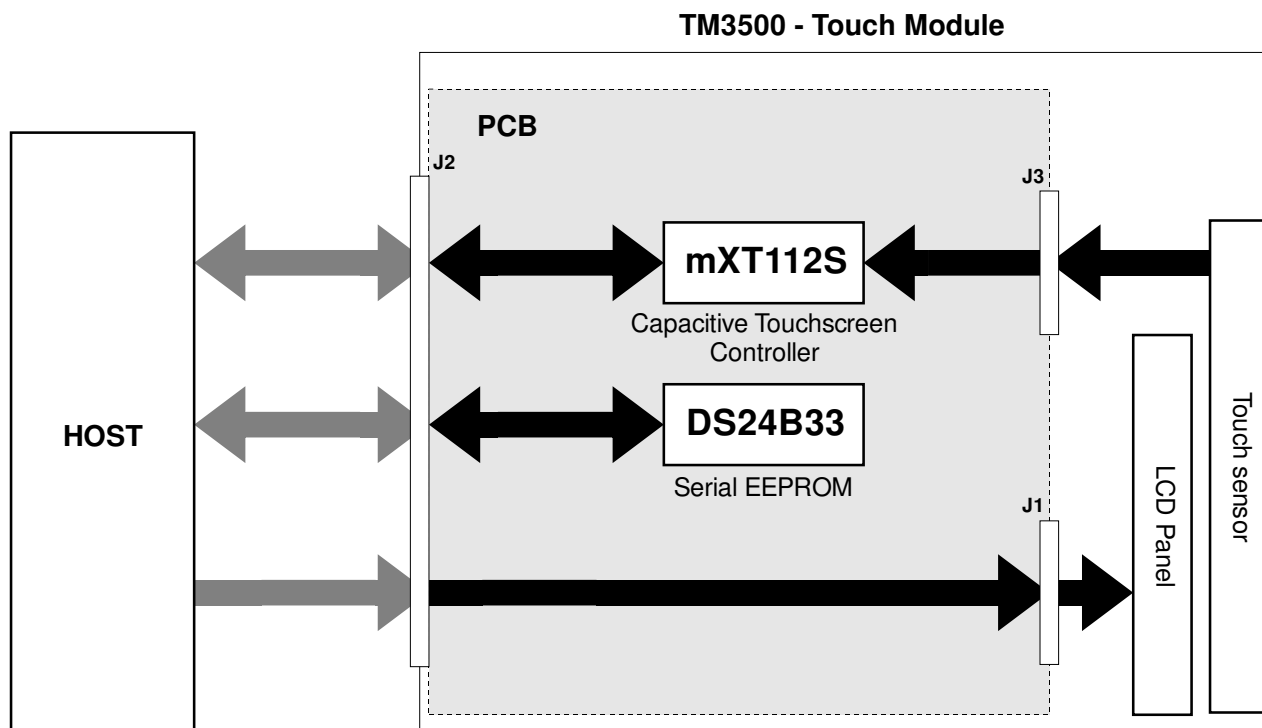 TM3500 - Touch Module
PCB
J2
J3
mXT112S
Capacitive Touchscreen
Controller
HOST
DS24B33
Serial EEPROM
J1
LCD Panel
Touch sensor